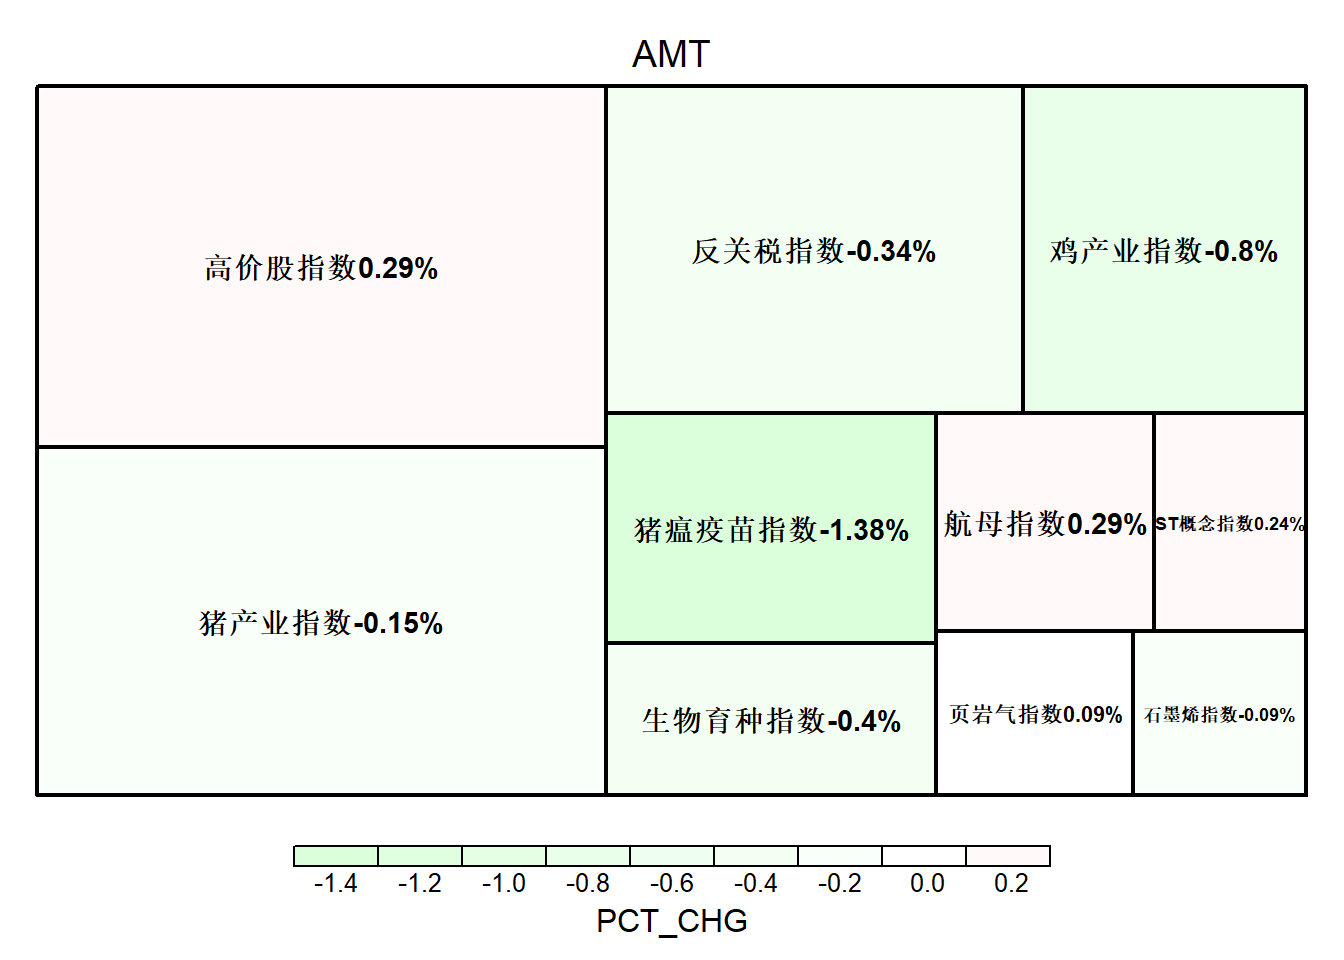 AMT
高价股指数0.29%
反关税指数-0.34%
鸡产业指数-0.8%
猪产业指数-0.15%
猪瘟疫苗指数-1.38%
航母指数0.29%
ST概念指数0.24%
生物育种指数-0.4%
页岩气指数0.09%
石墨烯指数-0.09%
-1.4 -1.2 -1.0 -0.8 -0.6 -0.4 -0.2 0.0 0.2
PCT_CHG